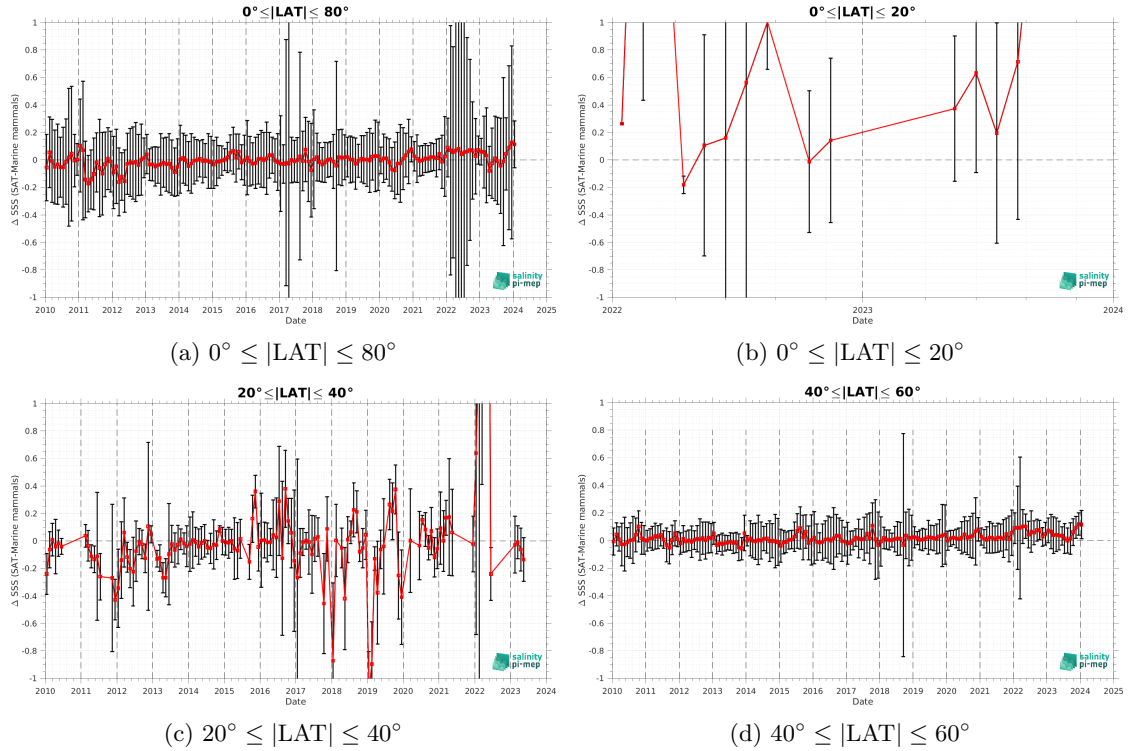 0°≤|LAT|≤ 80°
Δ SSS (SAT-Marine mammals)
1
0.8
0.6
0.4
0.2
0
-0.2
-0.4
-0.6
-0.8
-1
2010 2011 2012 2013 2014 2015 2016 2017 2018 2019 2020 2021 2022 2023 2024 2025
Date
salinity
pi-mep
(a) 0° ≤ |LAT| ≤ 80°
0°≤|LAT|≤ 20°
Δ SSS (SAT-Marine mammals)
1
0.8
0.6
0.4
0.2
0
-0.2
-0.4
-0.6
-0.8
-1
2022 2023 2024
Date
salinity
pi-mep
(b) 0° ≤ |LAT| ≤ 20°
20°≤|LAT|≤ 40°
Δ SSS (SAT-Marine mammals)
1
0.8
0.6
0.4
0.2
0
-0.2
-0.4
-0.6
-0.8
-1
2010 2011 2012 2013 2014 2015 2016 2017 2018 2019 2020 2021 2022 2023 2024
Date
salinity
pi-mep
(c) 20° ≤ |LAT| ≤ 40°
40°≤|LAT|≤ 60°
Δ SSS (SAT-Marine mammals)
1
0.8
0.6
0.4
0.2
0
-0.2
-0.4
-0.6
-0.8
-1
2010 2011 2012 2013 2014 2015 2016 2017 2018 2019 2020 2021 2022 2023 2024 2025
Date
salinity
pi-mep
(d) 40° ≤ |LAT| ≤ 60°